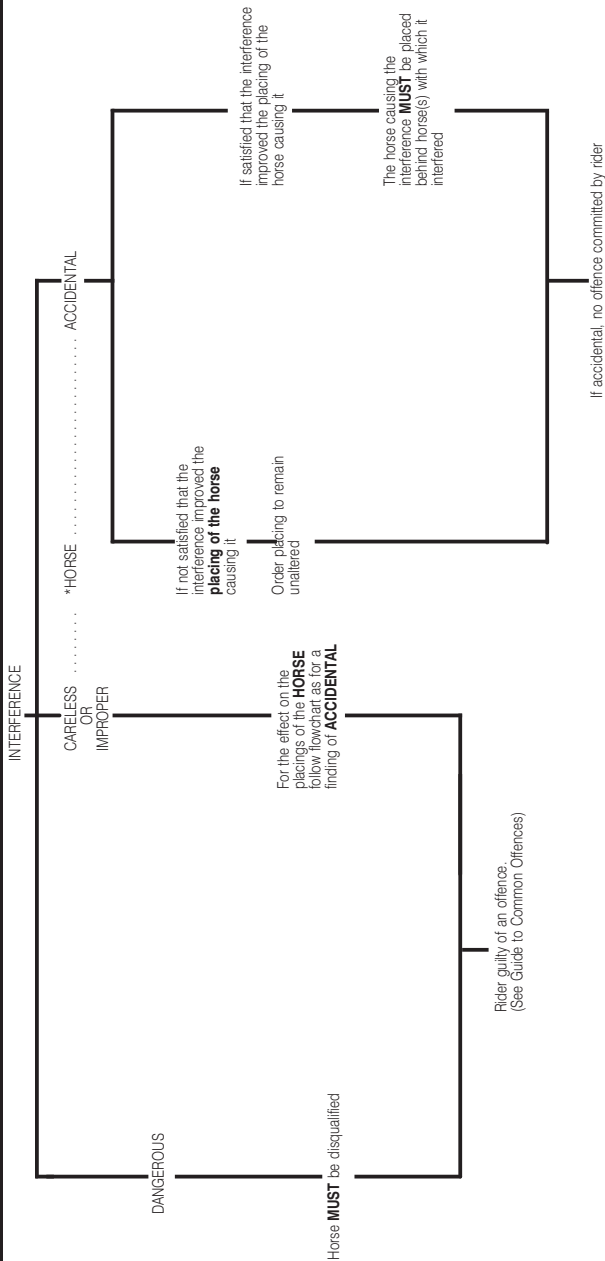 INTERFERENCE
DANGEROUS
Horse MUST be disqualified
CARELESS ........ *HORSE ........................................ ACCIDENTAL
OR
IMPROPER
For the effect on the
placings of the HORSE
follow flowchart as for a
finding of ACCIDENTAL
Rider guilty of an offence.
(See Guide to Common Offences)
If not satisfied that the
interference improved the
placing of the horse
causing it
Order placing to remain
unaltered
If satisfied that the interference
improved the placing of the
horse causing it
The horse causing the
interference MUST be placed
behind horse(s) with which it
interfered
If accidental, no offence committed by rider